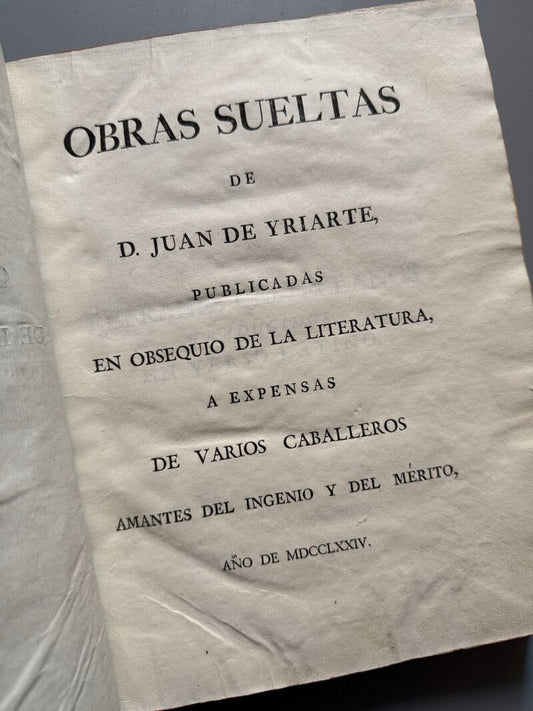 OBRAS SUELTAS
DE
D. JUAN DE YRIARTE,
PUBLICADAS
EN OBSEQUIO DE LA LITERATURA,
A EXPENSAS
DE VARIOS CABALLEROS
AMANTES DEL INGENIO Y DEL MÉRITO,
AÑO DE MDCCLXXIV.